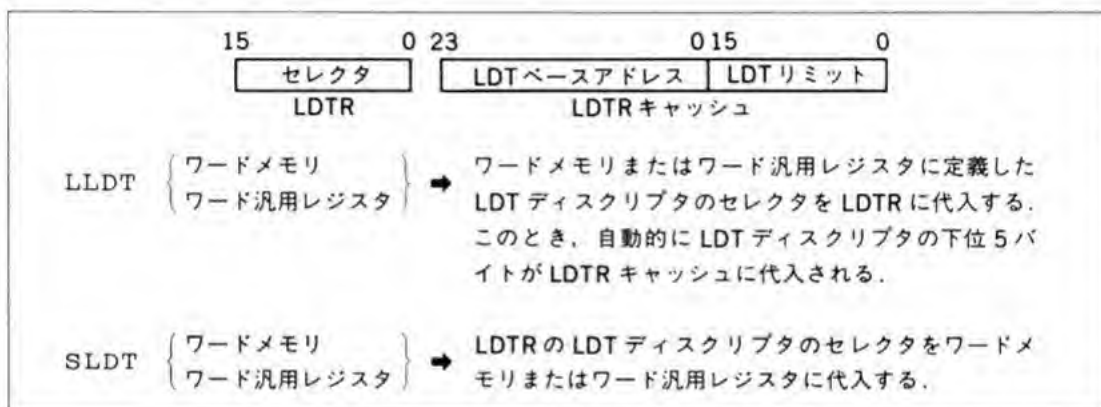 15 0 23 0 15 0
セレクタ LDTベースアドレス LDTリミット
LDTR LDTRキャッシュ
LLDT
ワードメモリ
ワード汎用レジスタ
➡
ワードメモリまたはワード汎用レジスタに定義した
LDTディスクリプタのセレクタをLDTRに代入する．
このとき，自動的にLDTディスクリプタの下位5バ
イトがLDTRキャッシュに代入される．
SLDT
ワードメモリ
ワード汎用レジスタ
➡
LDTRのLDTディスクリプタのセレクタをワードメ
モリまたはワード汎用レジスタに代入する．